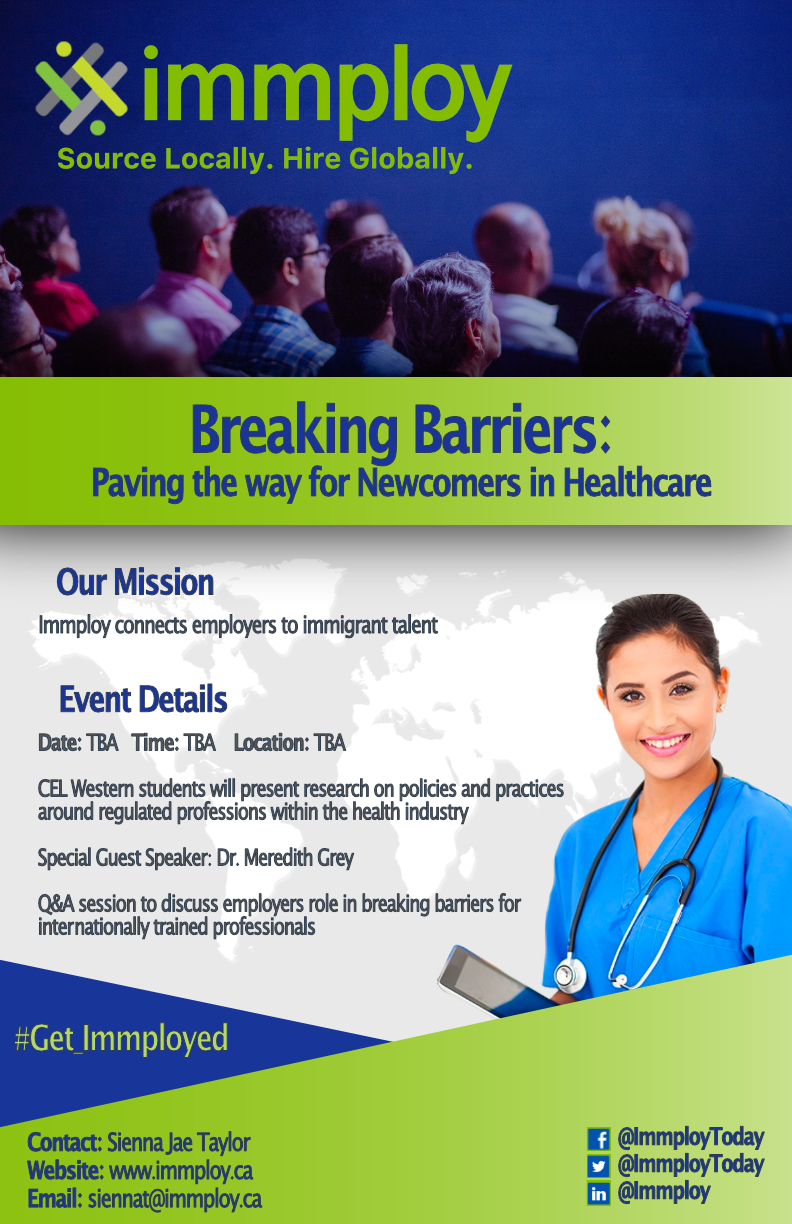 immploy
Source Locally. Hire Globally.
Breaking Barriers:
Paving the way for Newcomers in Healthcare
Our Mission
Immploy connects employers to immigrant talent
Event Details
Date: TBA Time: TBA Location: TBA
CEL Western students will present research on policies and practices
around regulated professions within the health industry
Special Guest Speaker: Dr. Meredith Grey
Q&A session to discuss employers role in breaking barriers for
internationally trained professionals
#Get_Immployed
Contact: Sienna Jae Taylor
Website: www.immploy.ca
Email: siennat@immploy.ca
f @ImmployToday
@ImmployToday
in @Immploy